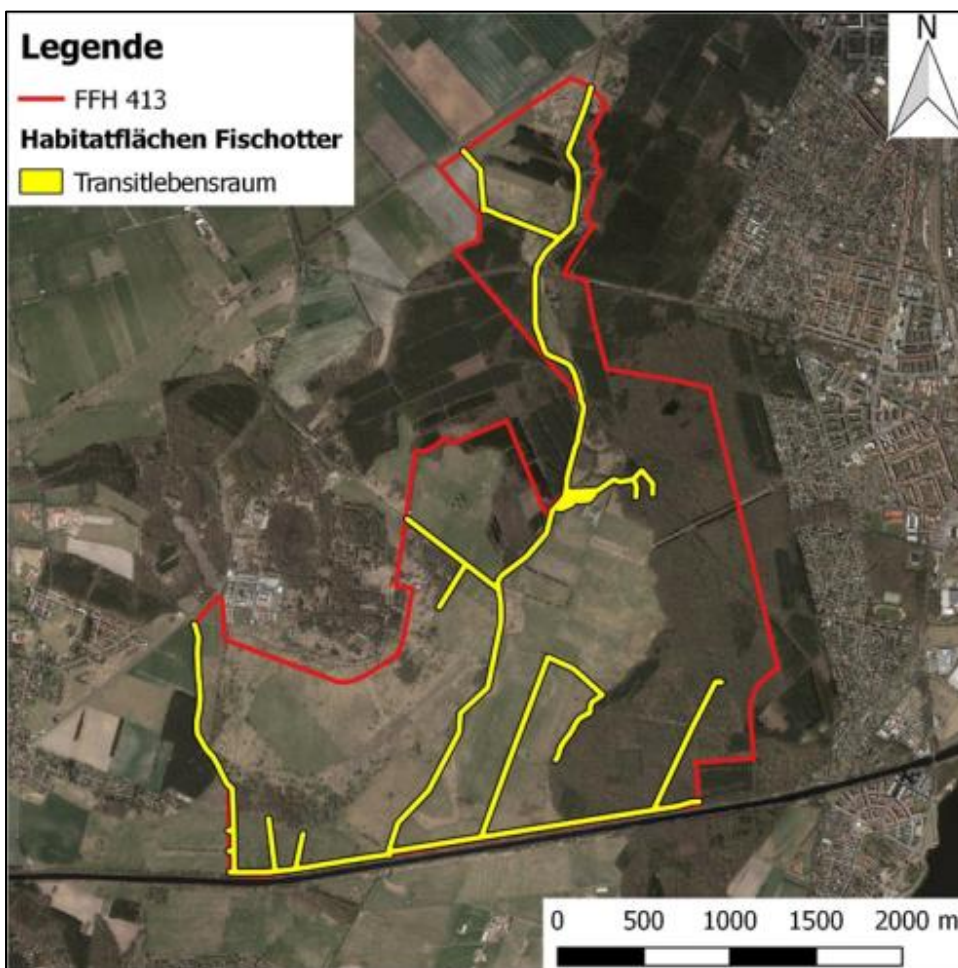 Legende
FFH 413
Habitatflächen Fischotter
Transitlebensraum
N
0 500 1000 1500 2000 m